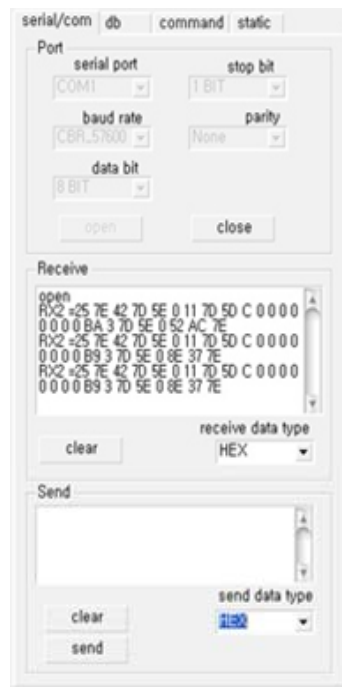 serial/com db command static
Port
serial port stop bit
COM1 1 BIT
baud rate parity
CBR_57600 None
data bit
8 BIT
open close
Receive
open
RX2 =25 7E 42 7D 5E 0 11 7D 5D C 0 0 0 0
0 0 0 0 BA 3 7D 5E 0 52 AC 7E
RX2 =25 7E 42 7D 5E 0 11 7D 5D C 0 0 0 0
0 0 0 0 B9 3 7D 5E 0 8E 37 7E
RX2 =25 7E 42 7D 5E 0 11 7D 5D C 0 0 0 0
0 0 0 0 B9 3 7D 5E 0 8E 37 7E
receive data type
clear HEX
Send
send data type
clear HEX
send